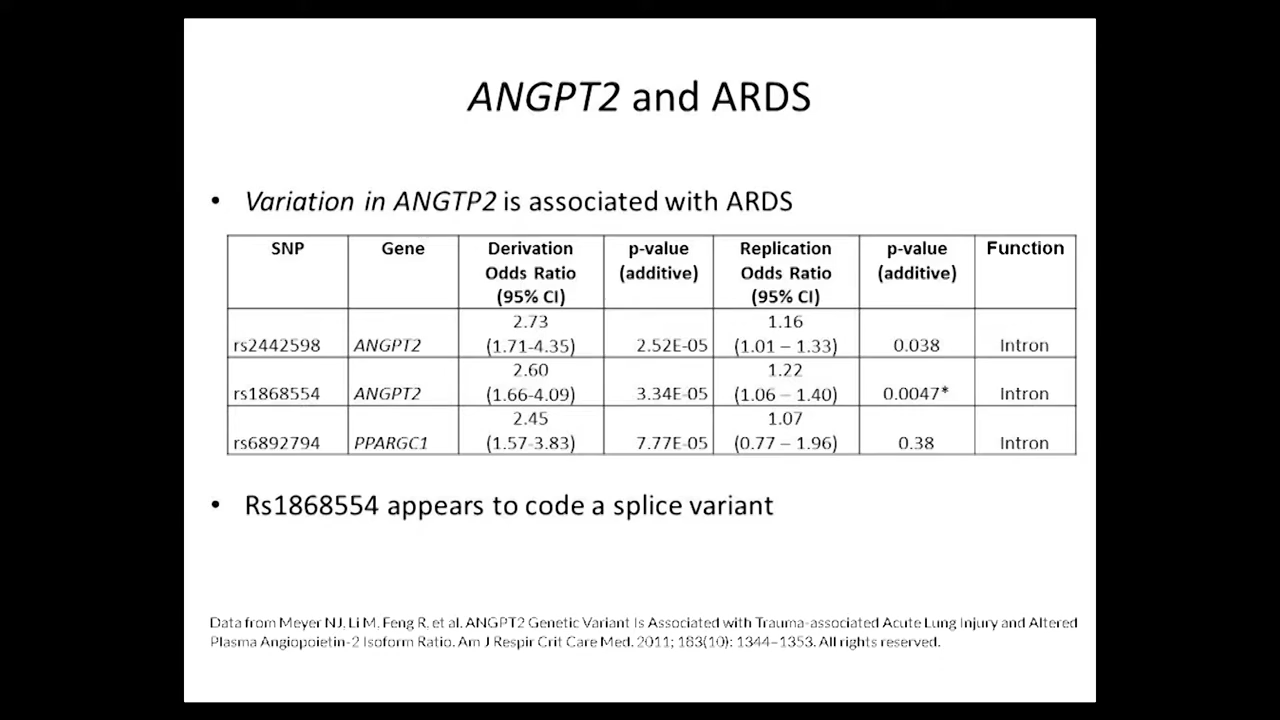 ANGPT2 and ARDS
• Variation in ANGTP2 is associated with ARDS
SNP Gene Derivation Odds Ratio (95% CI) p-value (additive) Replication Odds Ratio (95% CI) p-value (additive) Function
rs2442598 ANGPT2 2.73 (1.71-4.35) 2.52E-05 1.16 (1.01 – 1.33) 0.038 Intron
rs1868554 ANGPT2 2.60 (1.66-4.09) 3.34E-05 1.22 (1.06 – 1.40) 0.0047* Intron
rs6892794 PPARGC1 2.45 (1.57-3.83) 7.77E-05 1.07 (0.77 – 1.96) 0.38 Intron
• Rs1868554 appears to code a splice variant
Data from Meyer NJ. Li M. Feng R. et al. ANGPT2 Genetic Variant Is Associated with Trauma-associated Acute Lung Injury and Altered
Plasma Angiopoietin-2 Isoform Ratio. Am J Respir Crit Care Med. 2011; 183(10): 1344–1353. All rights reserved.